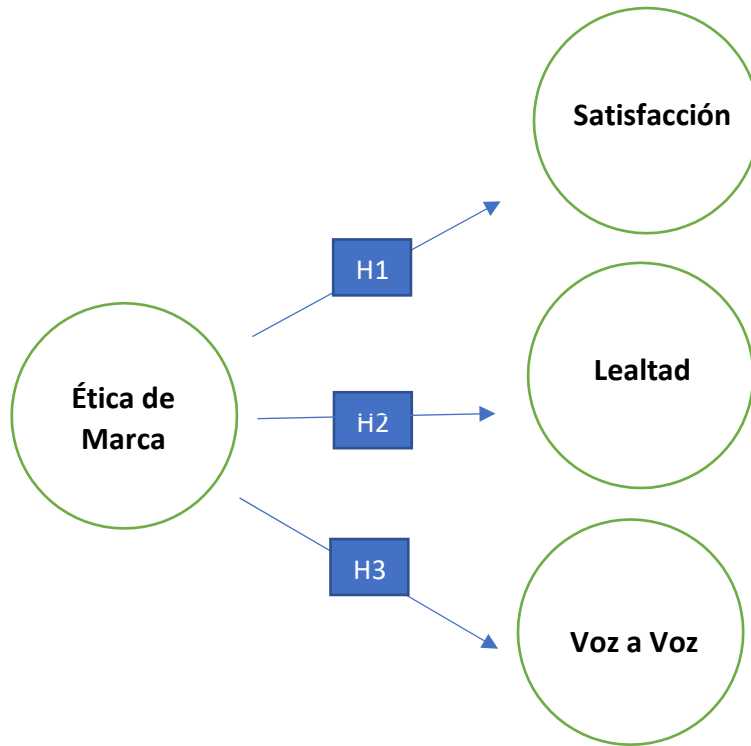 Satisfacción
H1
Ética de
Marca
Lealtad
H2
H3
Voz a Voz